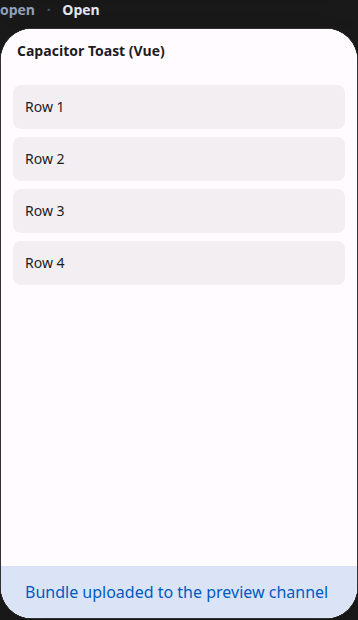 open · Open
Capacitor Toast (Vue)
Row 1
Row 2
Row 3
Row 4
Bundle uploaded to the preview channel